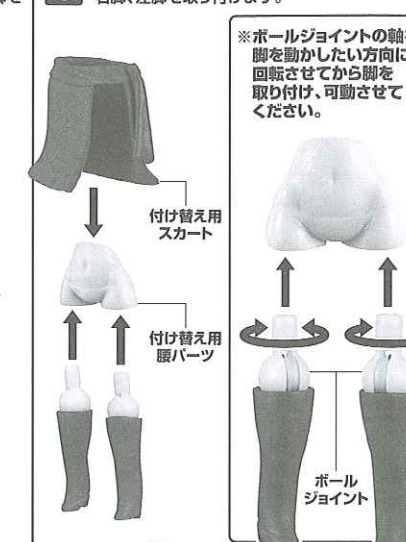 右脚、左脚を取り付けます。
※ボールジョイントの軸
脚を動かしたい方向に
回転させてから脚を
取り付け、可動させて
ください。
付け替え用
スカート
付け替え用
腰パーツ
ボール
ジョイント